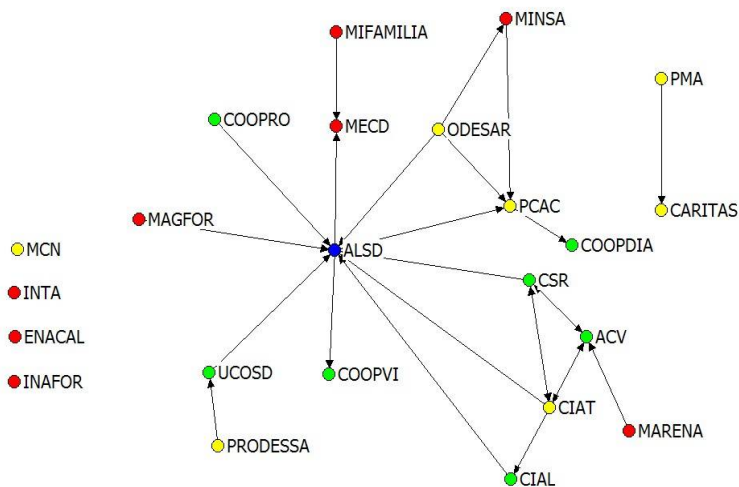 MINSA
MIFAMILIA
PMA
COOPRO
MECD
ODESAR
PCAC
CARITAS
MAGFOR
COOPDIA
MCN
ALSD
CSR
INTA
ENACAL
ACV
UCOSD
COOPVI
INAFOR
CIAT
MARENA
PRODESSA
CIAL